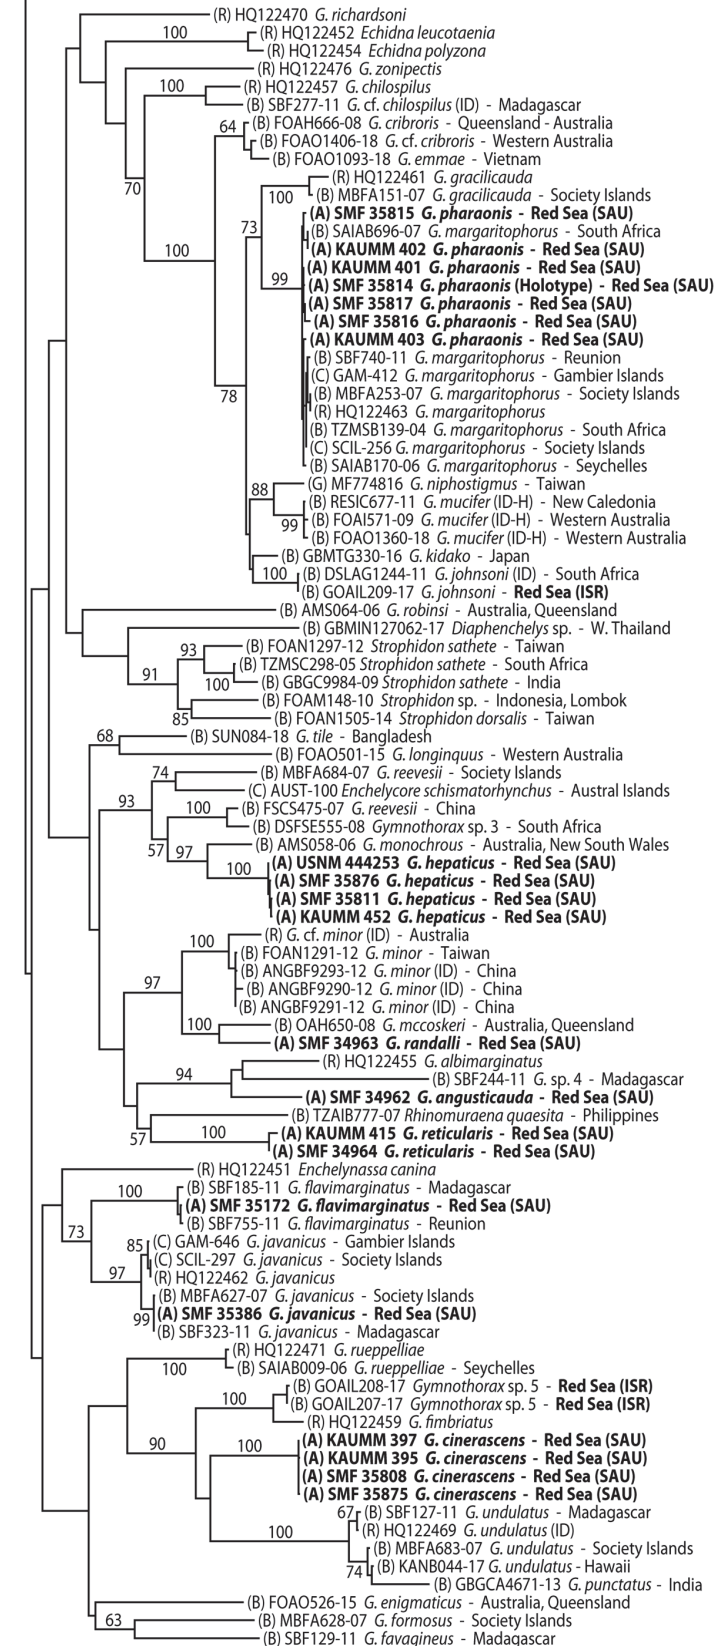 (R) HQ122470 G. richardsoni
100
(R) HQ122452 Echidna leucotaenia
(R) HQ122454 Echidna polyzona
(R) HQ122476 G. zonipectis
100
(R) HQ122457 G. chilospilus
(B) SBF277-11 G. cf. chilospilus (ID) - Madagascar
64
(B) FOAH666-08 G. cribroris - Queensland - Australia
(B) FOAO1406-18 G. cf. cribroris - Western Australia
(B) FOAO1093-18 G. emmae - Vietnam
70
(R) HQ122461 G. gracilicauda
100
(B) MBFA151-07 G. gracilicauda - Society Islands
(A) SMF 35815 G. pharaonis - Red Sea (SAU)
73
(B) SAIAB696-07 G. margaritophorus - South Africa
100
(A) KAUMM 402 G. pharaonis - Red Sea (SAU)
(A) KAUMM 401 G. pharaonis - Red Sea (SAU)
99
(A) SMF 35814 G. pharaonis (Holotype) - Red Sea (SAU)
(A) SMF 35817 G. pharaonis - Red Sea (SAU)
(A) SMF 35816 G. pharaonis - Red Sea (SAU)
(A) KAUMM 403 G. pharaonis - Red Sea (SAU)
(B) SBF740-11 G. margaritophorus - Reunion
(C) GAM-412 G. margaritophorus - Gambier Islands
78
(B) MBFA253-07 G. margaritophorus - Society Islands
(R) HQ122463 G. margaritophorus
(B) TZMSB139-04 G. margaritophorus - South Africa
(C) SCIL-256 G. margaritophorus - Society Islands
(B) SAIAB170-06 G. margaritophorus - Seychelles
88
(G) MF774816 G. niphostigmus - Taiwan
(B) RESIC677-11 G. mucifer (ID-H) - New Caledonia
99
(B) FOAI571-09 G. mucifer (ID-H) - Western Australia
(B) FOAO1360-18 G. mucifer (ID-H) - Western Australia
(B) GBMTG330-16 G. kidako - Japan
100
(B) DSLAG1244-11 G. johnsoni (ID) - South Africa
(B) GOAIL209-17 G. johnsoni - Red Sea (ISR)
(B) AMS064-06 G. robinsi - Australia, Queensland
(B) GBMIN127062-17 Diaphenchelys sp. - W. Thailand
93
(B) FOAN1297-12 Strophidon sathete - Taiwan
(B) TZMSC298-05 Strophidon sathete - South Africa
91
100
(B) GBGC9984-09 Strophidon sathete - India
(B) FOAM148-10 Strophidon sp. - Indonesia, Lombok
85
(B) FOAN1505-14 Strophidon dorsalis - Taiwan
68
(B) SUN084-18 G. tile - Bangladesh
(B) FOAO501-15 G. longinquus - Western Australia
74
(B) MBFA684-07 G. reevesii - Society Islands
(C) AUST-100 Enchelycore schismatorhynchus - Austral Islands
93
100
(B) FSCS475-07 G. reevesii - China
(B) DSFSE555-08 Gymnothorax sp. 3 - South Africa
57
97
(B) AMS058-06 G. monochrous - Australia, New South Wales
100
(A) USNM 444253 G. hepaticus - Red Sea (SAU)
(A) SMF 35876 G. hepaticus - Red Sea (SAU)
(A) SMF 35811 G. hepaticus - Red Sea (SAU)
(A) KAUMM 452 G. hepaticus - Red Sea (SAU)
100
(R) G. cf. minor (ID) - Australia
(B) FOAN1291-12 G. minor - Taiwan
(B) ANGBF9293-12 G. minor (ID) - China
97
(B) ANGBF9290-12 G. minor (ID) - China
(B) ANGBF9291-12 G. minor (ID) - China
100
(B) OAH650-08 G. mccoskeri - Australia, Queensland
(A) SMF 34963 G. randalli - Red Sea (SAU)
(R) HQ122455 G. albimarginatus
94
(B) SBF244-11 G. sp. 4 - Madagascar
(A) SMF 34962 G. angusticauda - Red Sea (SAU)
(B) TZAIB777-07 Rhinomuraena quaesita - Philippines
57
100
(A) KAUMM 415 G. reticularis - Red Sea (SAU)
(A) SMF 34964 G. reticularis - Red Sea (SAU)
(R) HQ122451 Enchelynassa canina
100
(B) SBF185-11 G. flavimarginatus - Madagascar
(A) SMF 35172 G. flavimarginatus - Red Sea (SAU)
73
(B) SBF755-11 G. flavimarginatus - Reunion
85
(C) GAM-646 G. javanicus - Gambier Islands
(C) SCIL-297 G. javanicus - Society Islands
97
(R) HQ122462 G. javanicus
(B) MBFA627-07 G. javanicus - Society Islands
99
(A) SMF 35386 G. javanicus - Red Sea (SAU)
(B) SBF323-11 G. javanicus - Madagascar
(R) HQ122471 G. rueppelliae
100
(B) SAIAB009-06 G. rueppelliae - Seychelles
(B) GOAIL208-17 Gymnothorax sp. 5 - Red Sea (ISR)
100
(B) GOAIL207-17 Gymnothorax sp. 5 - Red Sea (ISR)
(R) HQ122459 G. fimbriatus
90
100
(A) KAUMM 397 G. cinerascens - Red Sea (SAU)
(A) KAUMM 395 G. cinerascens - Red Sea (SAU)
(A) SMF 35808 G. cinerascens - Red Sea (SAU)
(A) SMF 35875 G. cinerascens - Red Sea (SAU)
67
(B) SBF127-11 G. undulatus - Madagascar
100
(R) HQ122469 G. undulatus (ID)
(B) MBFA683-07 G. undulatus - Society Islands
74
(B) KANB044-17 G. undulatus - Hawaii
(B) GBGCA4671-13 G. punctatus - India
(B) FOAO526-15 G. enigmaticus - Australia, Queensland
63
(B) MBFA628-07 G. formosus - Society Islands
(B) SBF129-11 G. favagineus - Madagascar